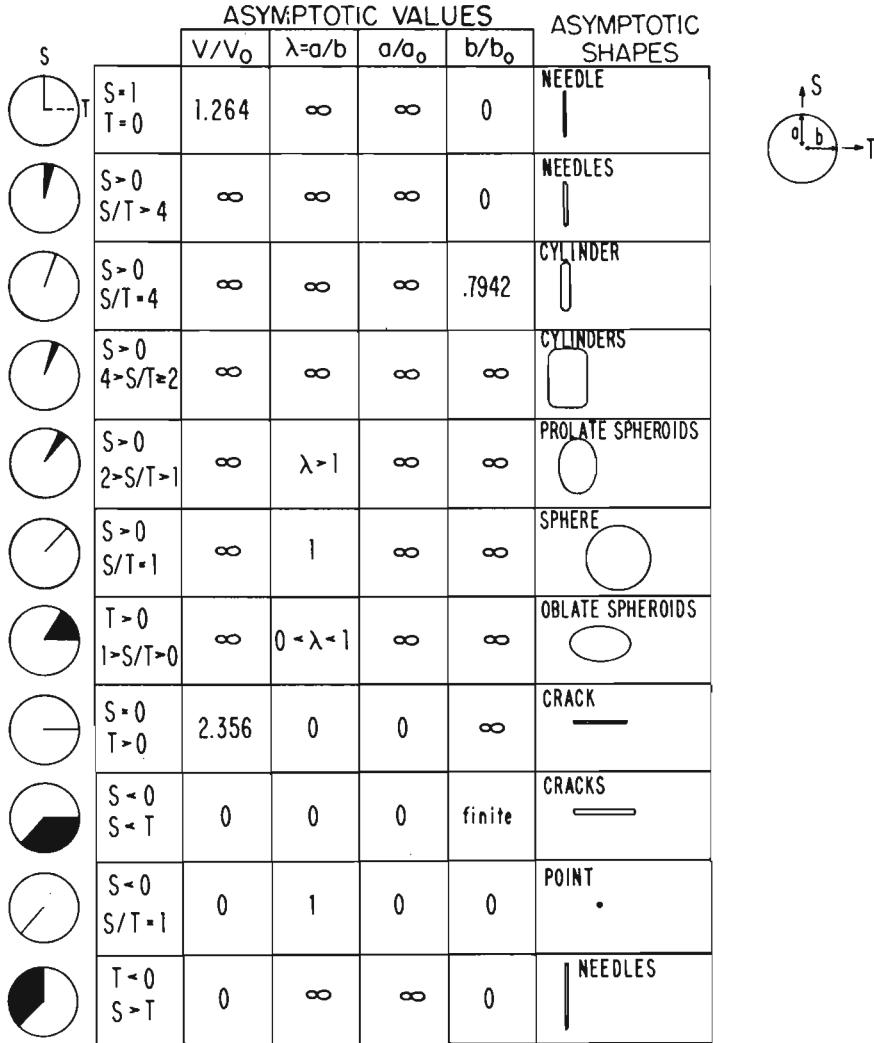 ASYMPTOTIC VALUES
ASYMPTOTIC
SHAPES
V/V₀ λ=a/b a/a₀ b/b₀
S
T
S=1
T=0
1.264 ∞ ∞ 0
NEEDLE
S
a b
T
S>0
S/T>4
∞ ∞ ∞ 0
NEEDLES
S>0
S/T=4
∞ ∞ ∞ .7942
CYLINDER
S>0
4>S/T≥2
∞ ∞ ∞ ∞
CYLINDERS
S>0
2>S/T>1
∞ λ>1 ∞ ∞
PROLATE SPHEROIDS
S>0
S/T=1
∞ 1 ∞ ∞
SPHERE
T>0
1>S/T>0
∞ 0<λ<1 ∞ ∞
OBLATE SPHEROIDS
S=0
T>0
2.356 0 0 ∞
CRACK
S<0
S<T
0 0 0 finite
CRACKS
S<0
S/T=1
0 1 0 0
POINT
T<0
S>T
0 ∞ ∞ 0
NEEDLES